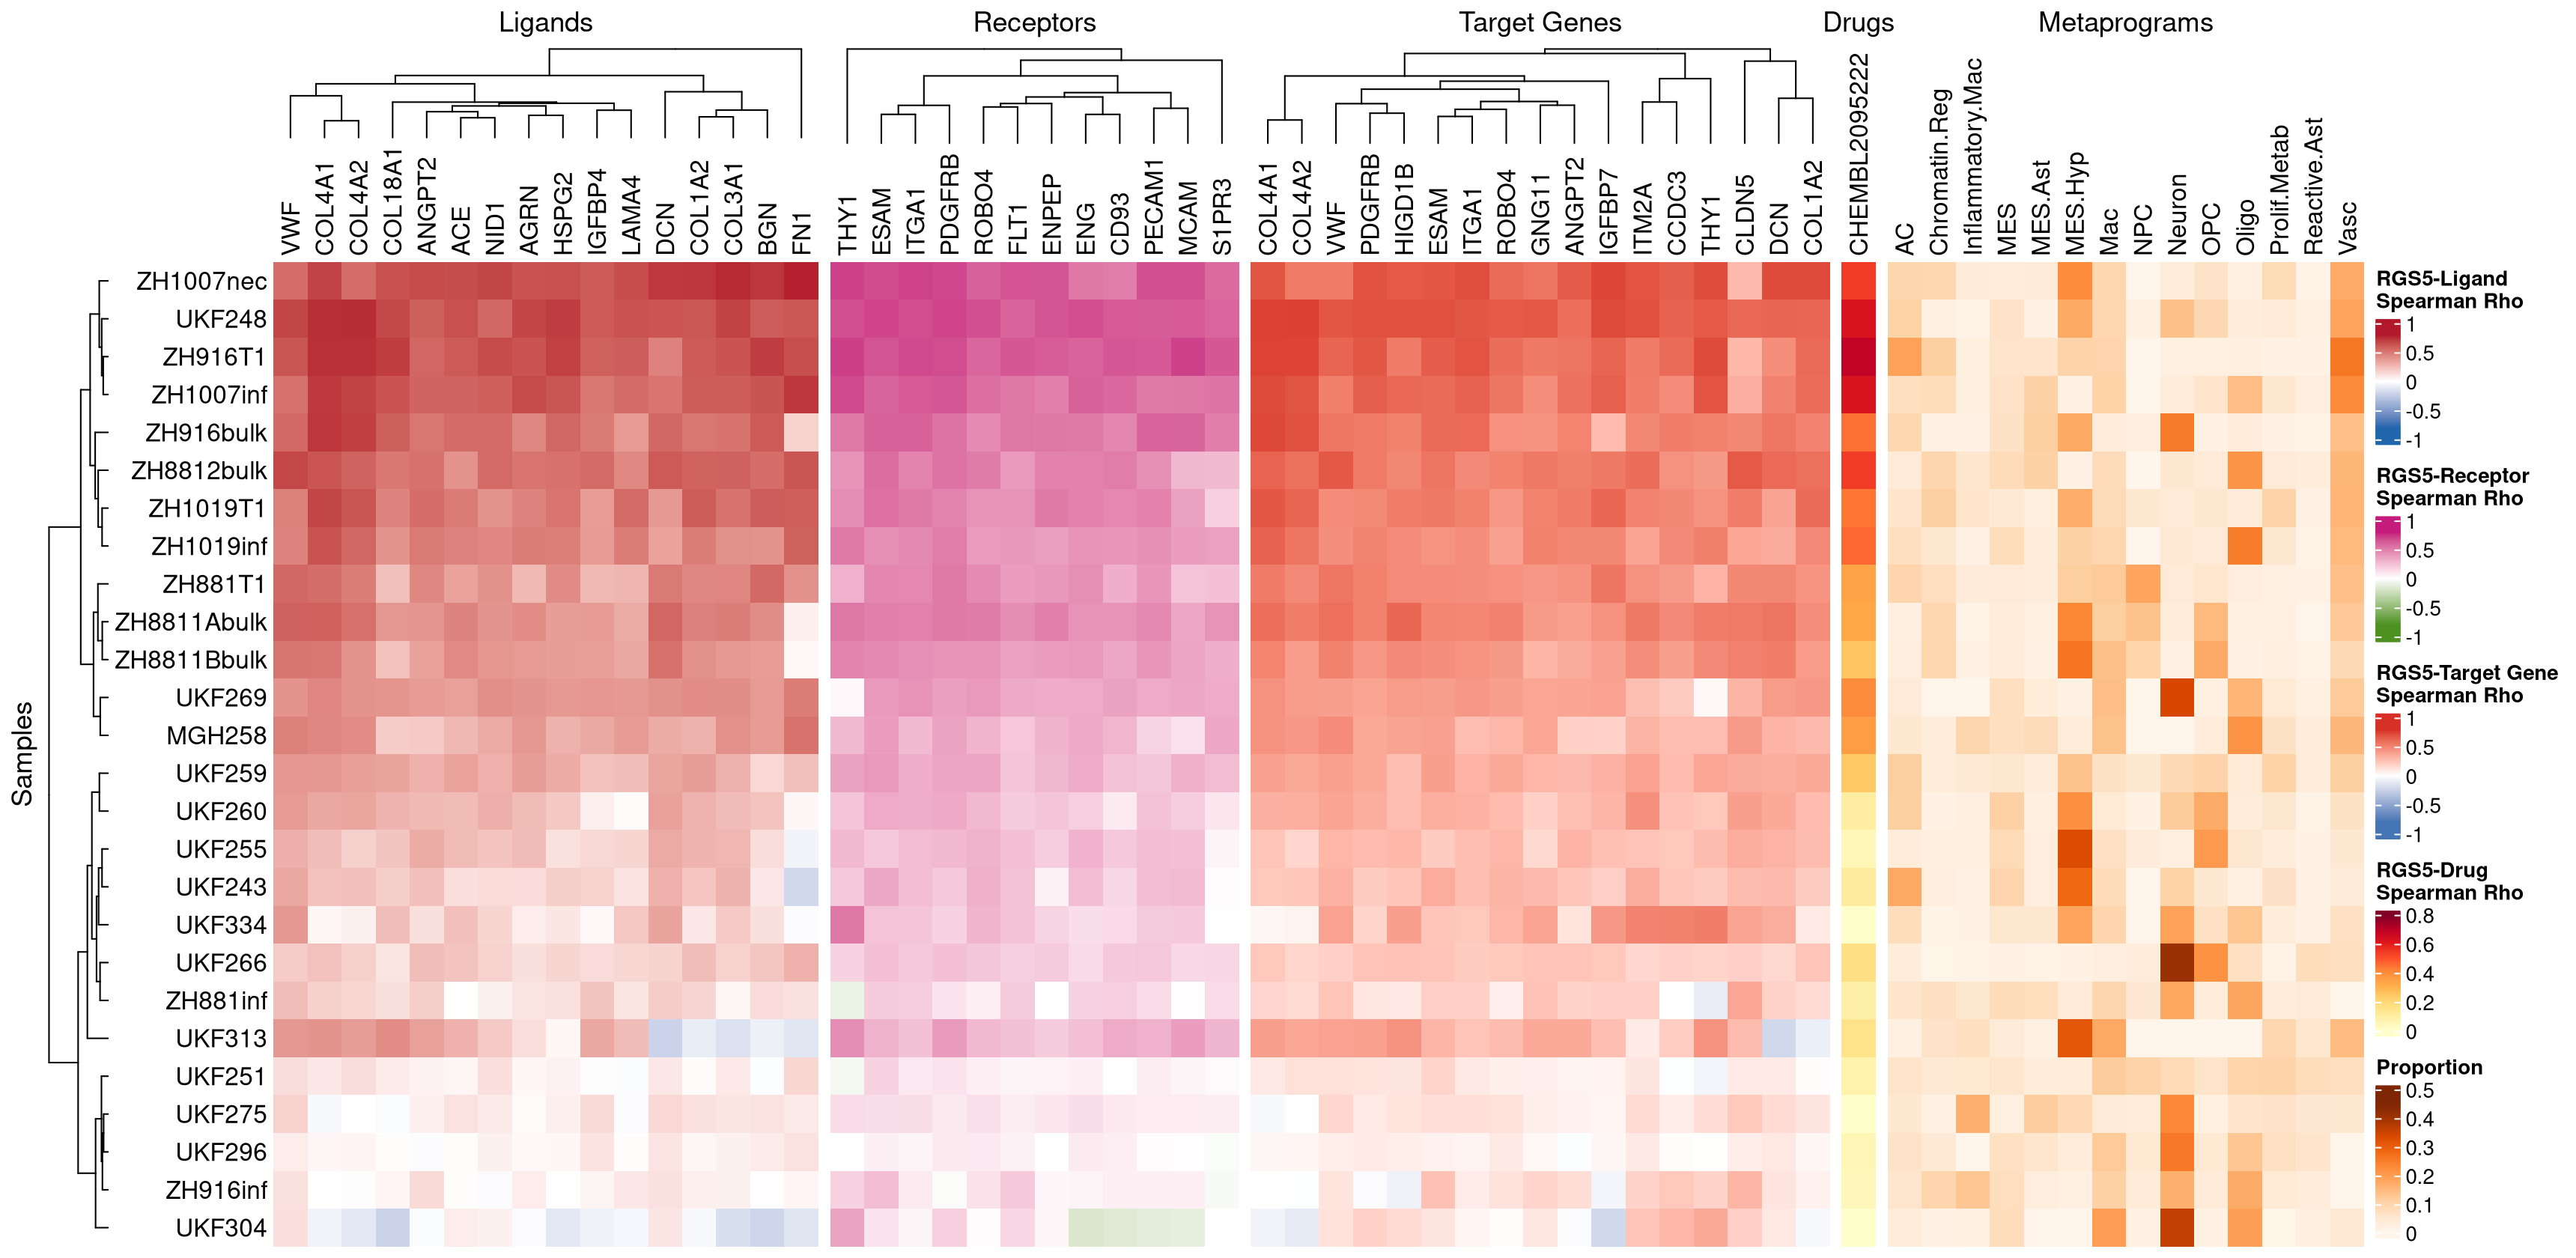 Ligands
Receptors
Target Genes
Drugs
Metaprograms
VWF
COL4A1
COL4A2
COL18A1
ANGPT2
ACE
NID1
AGRN
HSPG2
IGFBP4
LAMA4
DCN
COL1A2
COL3A1
BGN
FN1
THY1
ESAM
ITGA1
PDGFRB
ROBO4
FLT1
ENPEP
ENG
CD93
PECAM1
MCAM
S1PR3
COL4A1
COL4A2
VWF
PDGFRB
HIGD1B
ESAM
ITGA1
ROBO4
GNG11
ANGPT2
IGFBP7
ITM2A
CCDC3
THY1
CLDN5
DCN
COL1A2
CHEMBL2095222
AC
Chromatin.Reg
Inflammatory.Mac
MES
MES.Ast
MES.Hyp
Mac
NPC
Neuron
OPC
Oligo
Prolif.Metab
Reactive.Ast
Vasc
Samples
ZH1007nec
UKF248
ZH916T1
ZH1007inf
ZH916bulk
ZH8812bulk
ZH1019T1
ZH1019inf
ZH881T1
ZH8811Abulk
ZH8811Bbulk
UKF269
MGH258
UKF259
UKF260
UKF255
UKF243
UKF334
UKF266
ZH881inf
UKF313
UKF251
UKF275
UKF296
ZH916inf
UKF304
RGS5-Ligand
Spearman Rho
1
0.5
0
-0.5
-1
RGS5-Receptor
Spearman Rho
1
0.5
0
-0.5
-1
RGS5-Target Gene
Spearman Rho
1
0.5
0
-0.5
-1
RGS5-Drug
Spearman Rho
0.8
0.6
0.4
0.2
0
Proportion
0.5
0.4
0.3
0.2
0.1
0